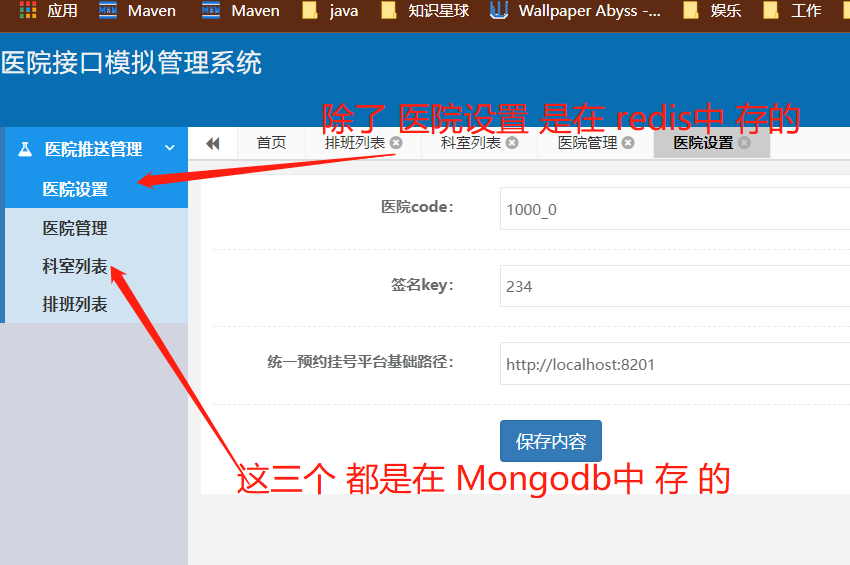 应用 Maven Maven java 知识星球 Wallpaper Abyss -... 娱乐 工作
医院接口模拟管理系统
除了 医院设置 是在 redis中 存的
医院推送管理
首页 排班列表 科室列表 医院管理 医院设置
医院设置
医院管理
科室列表
排班列表
医院code：
1000_0
签名key：
234
统一预约挂号平台基础路径：
http://localhost:8201
保存内容
这三个 都是在 Mongodb中 存 的